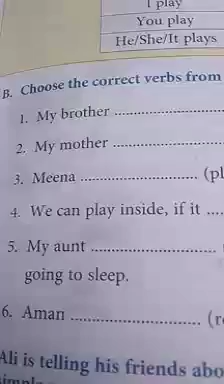 I play
You play
He/She/It plays
B. Choose the correct verbs from
1. My brother ..............................
2. My mother ..............................
3. Meena .............................. (pl
4. We can play inside, if it ....
5. My aunt ..............................
going to sleep.
6. Aman .............................. (r
Ali is telling his friends abo